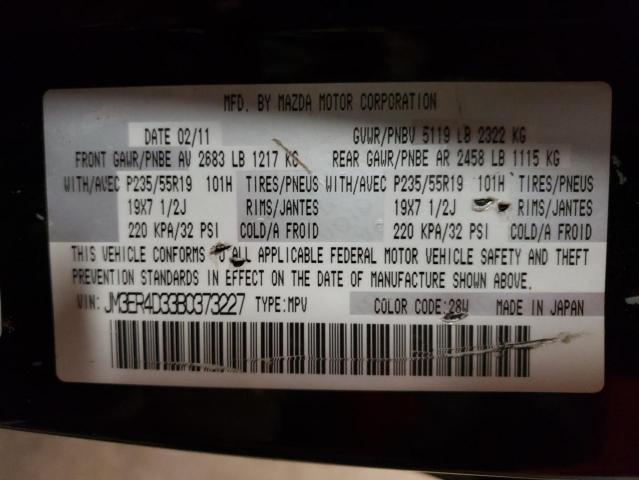 MFD. BY MAZDA MOTOR CORPORATION
DATE 02/11 GVWR/PNBV 5119 LB 2322 KG
FRONT GAWR/PNBE AV 2683 LB 1217 KG REAR GAWR/PNBE AR 2458 LB 1115 KG
WITH/AVEC P235/55R19 101H TIRES/PNEUS WITH/AVEC P235/55R19 101H TIRES/PNEUS
19X7 1/2J RIMS/JANTES 19X7 1/2J RIMS/JANTES
220 KPA/32 PSI COLD/A FROID 220 KPA/32 PSI COLD/A FROID
THIS VEHICLE CONFORMS ALL APPLICABLE FEDERAL MOTOR VEHICLE SAFETY AND THEFT
PREVENTION STANDARDS IN EFFECT ON THE DATE OF MANUFACTURE SHOWN ABOVE.
VIN: JM3ER4D33B0373227 TYPE:MPV COLOR CODE:28W MADE IN JAPAN